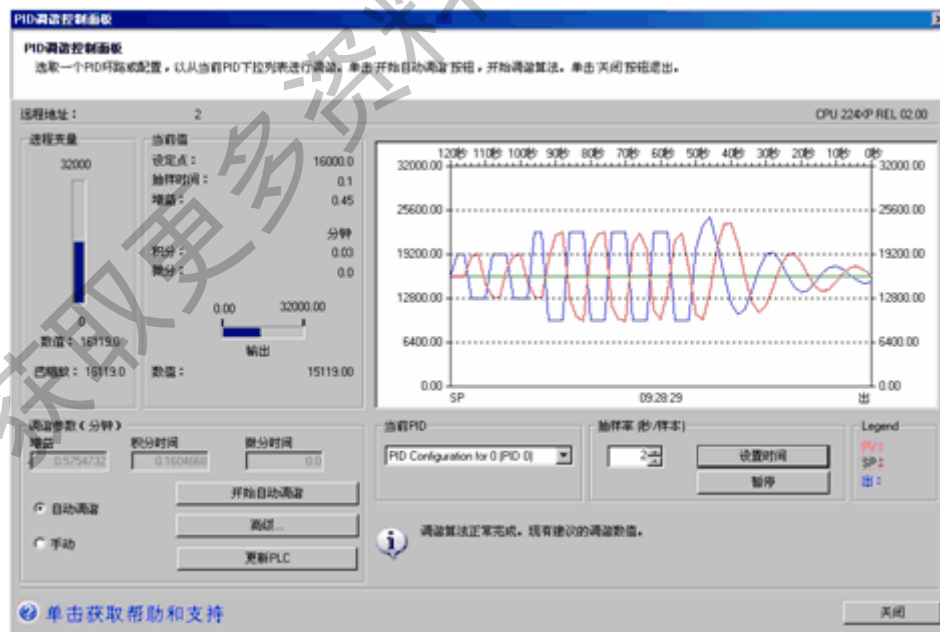 PID调谐控制面板
PID调谐控制面板
选取一个PID环路或配置，以从当前PID下拉列表进行调谐。单击'开始自动调谐'按钮，开始调谐算法。单击'关闭'按钮退出。
远程地址： 2 CPU 224XP REL 02.00
进程变量
32000
0
数值：16119.0
已缩放：16119.0
当前值
设定点： 16000.0
抽样时间： 0.1
增益： 0.45
分钟
积分： 0.03
微分： 0.0
0.00 32000.00
输出
数值： 15119.00
120秒 110秒 100秒 90秒 80秒 70秒 60秒 50秒 40秒 30秒 20秒 10秒 0秒
32000.00 32000.00
25600.00 25600.00
19200.00 19200.00
12800.00 12800.00
6400.00 6400.00
0.00 0.00
SP 09:28:29 出
调谐参数（分钟）
增益 积分时间 微分时间
0.5754732 0.1604668 0.0
自动调谐
手动
开始自动调谐
高级...
更新PLC
当前PID
PID Configuration for 0 (PID 0)
抽样率 (秒/样本)
2
设置时间
暂停
Legend
PV：
SP：
出：
调谐算法正常完成。现有建议的调谐数值。
单击获取帮助和支持
关闭
获取更多资料